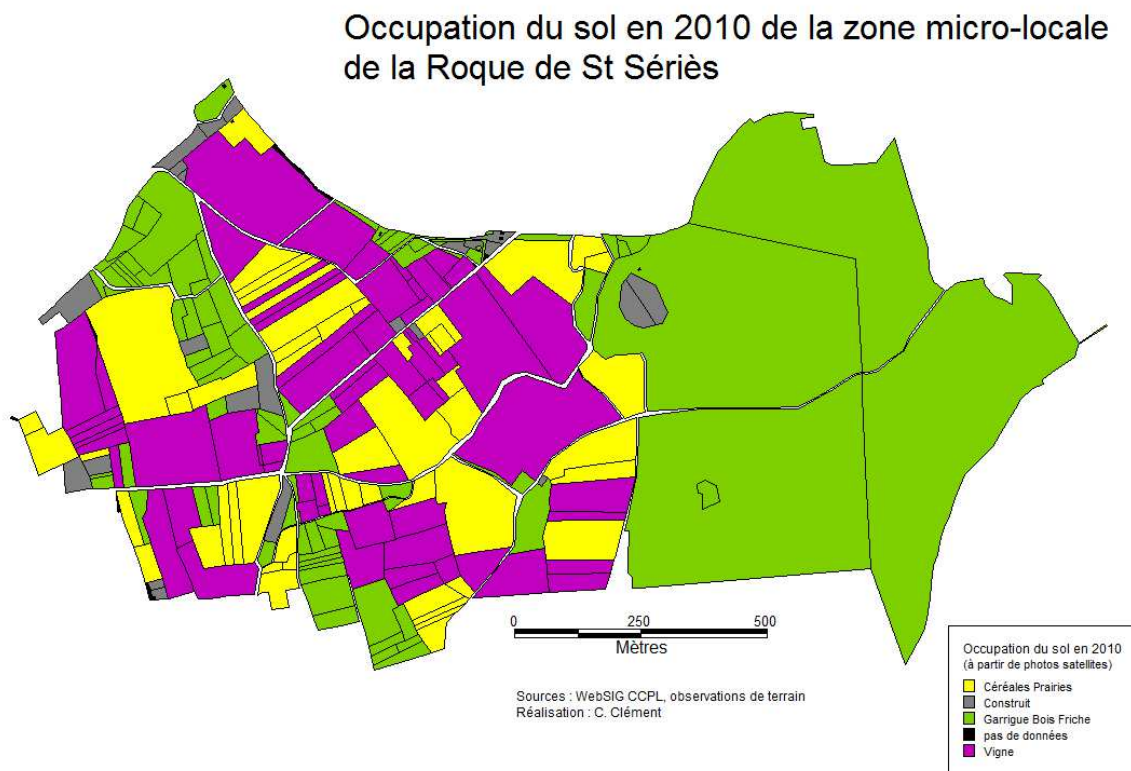 Occupation du sol en 2010 de la zone micro-locale
de la Roque de St Sériès
0 250 500
Mètres
Sources : WebSIG CCPL, observations de terrain
Réalisation : C. Clément
Occupation du sol en 2010
(à partir de photos satellites)
Céréales Prairies
Construit
Garrigue Bois Friche
pas de données
Vigne